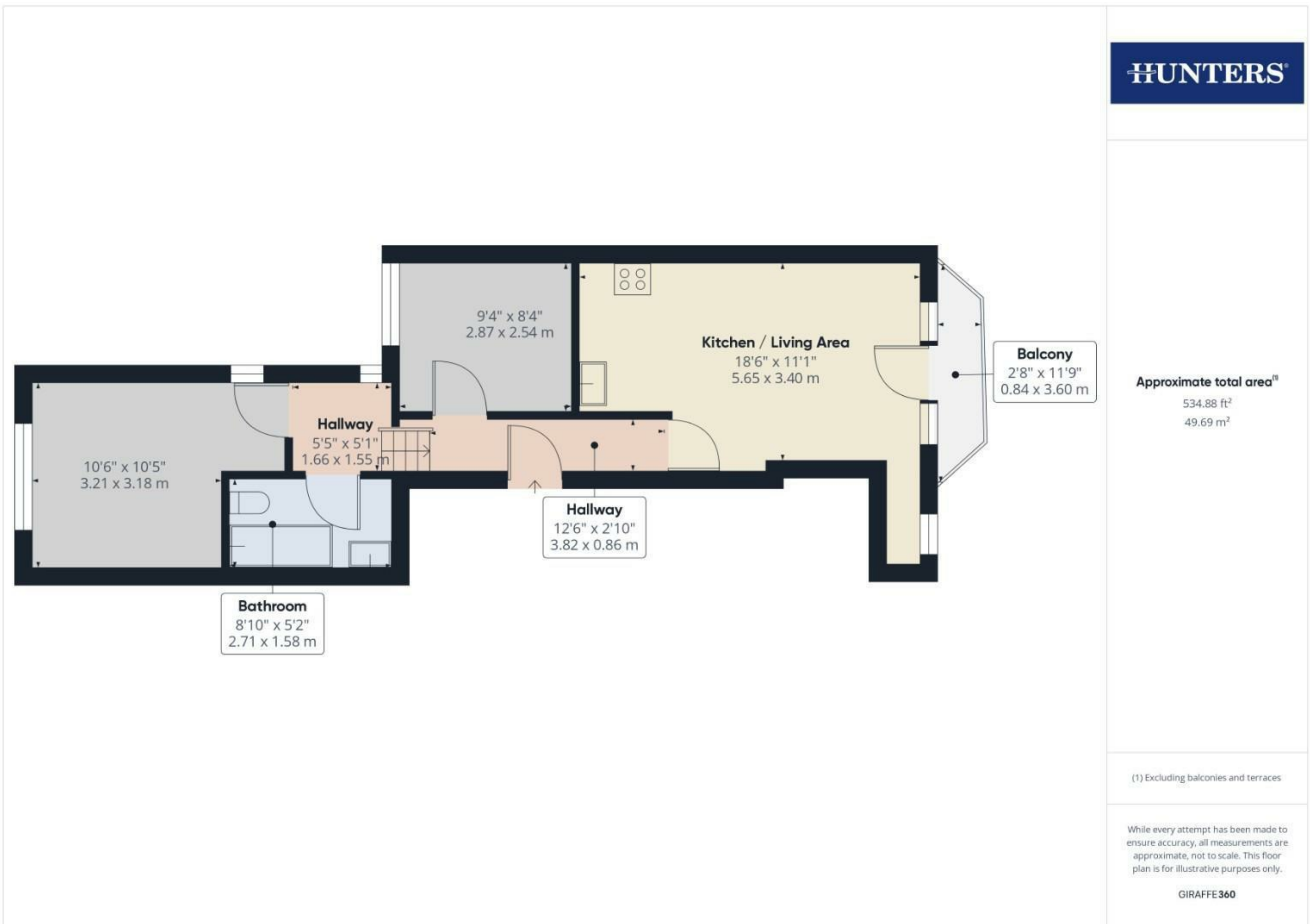 HUNTERS®
9'4" x 8'4"
2.87 x 2.54 m
Kitchen / Living Area
18'6" x 11'1"
5.65 x 3.40 m
Balcony
2'8" x 11'9"
0.84 x 3.60 m
Hallway
5'5" x 5'1"
1.66 x 1.55 m
10'6" x 10'5"
3.21 x 3.18 m
Hallway
12'6" x 2'10"
3.82 x 0.86 m
Bathroom
8'10" x 5'2"
2.71 x 1.58 m
Approximate total area(1)
534.88 ft²
49.69 m²
(1) Excluding balconies and terraces
While every attempt has been made to
ensure accuracy, all measurements are
approximate, not to scale. This floor
plan is for illustrative purposes only.
GIRAFFE360